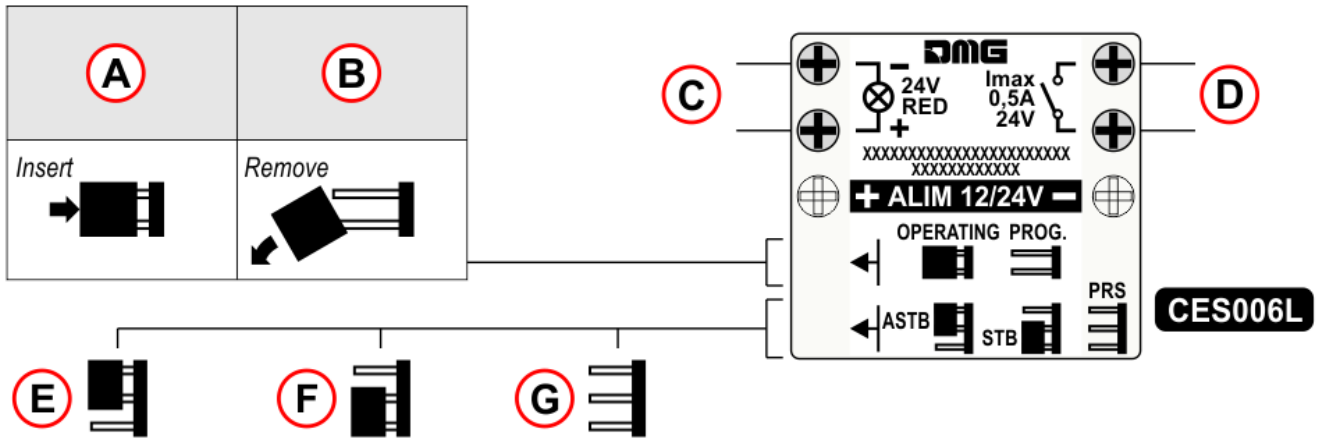 A
B
Insert
Remove
C
D
DMG
-
24V
RED
+
Imax
0,5A
24V
XXXXXXXXXXXXXXXXXXXXXXX
XXXXXXXXXXXX
+ ALIM 12/24V -
OPERATING PROG.
ASTB
STB
PRS
CES006L
E
F
G